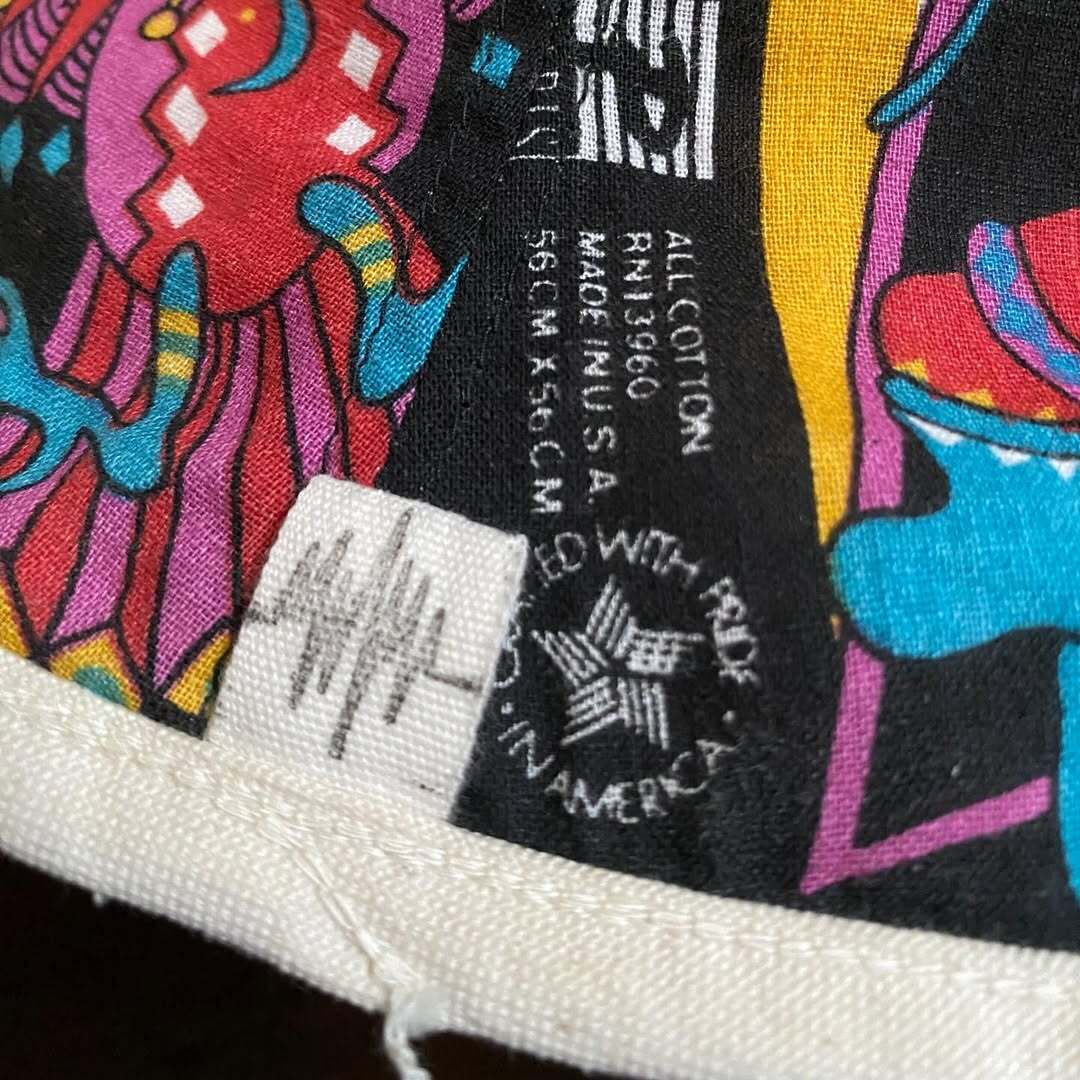 ALL COTTON
RN13960
MADE IN U.S.A.
56CM X 56CM
WITH PRIDE
· IN AMERICA ·